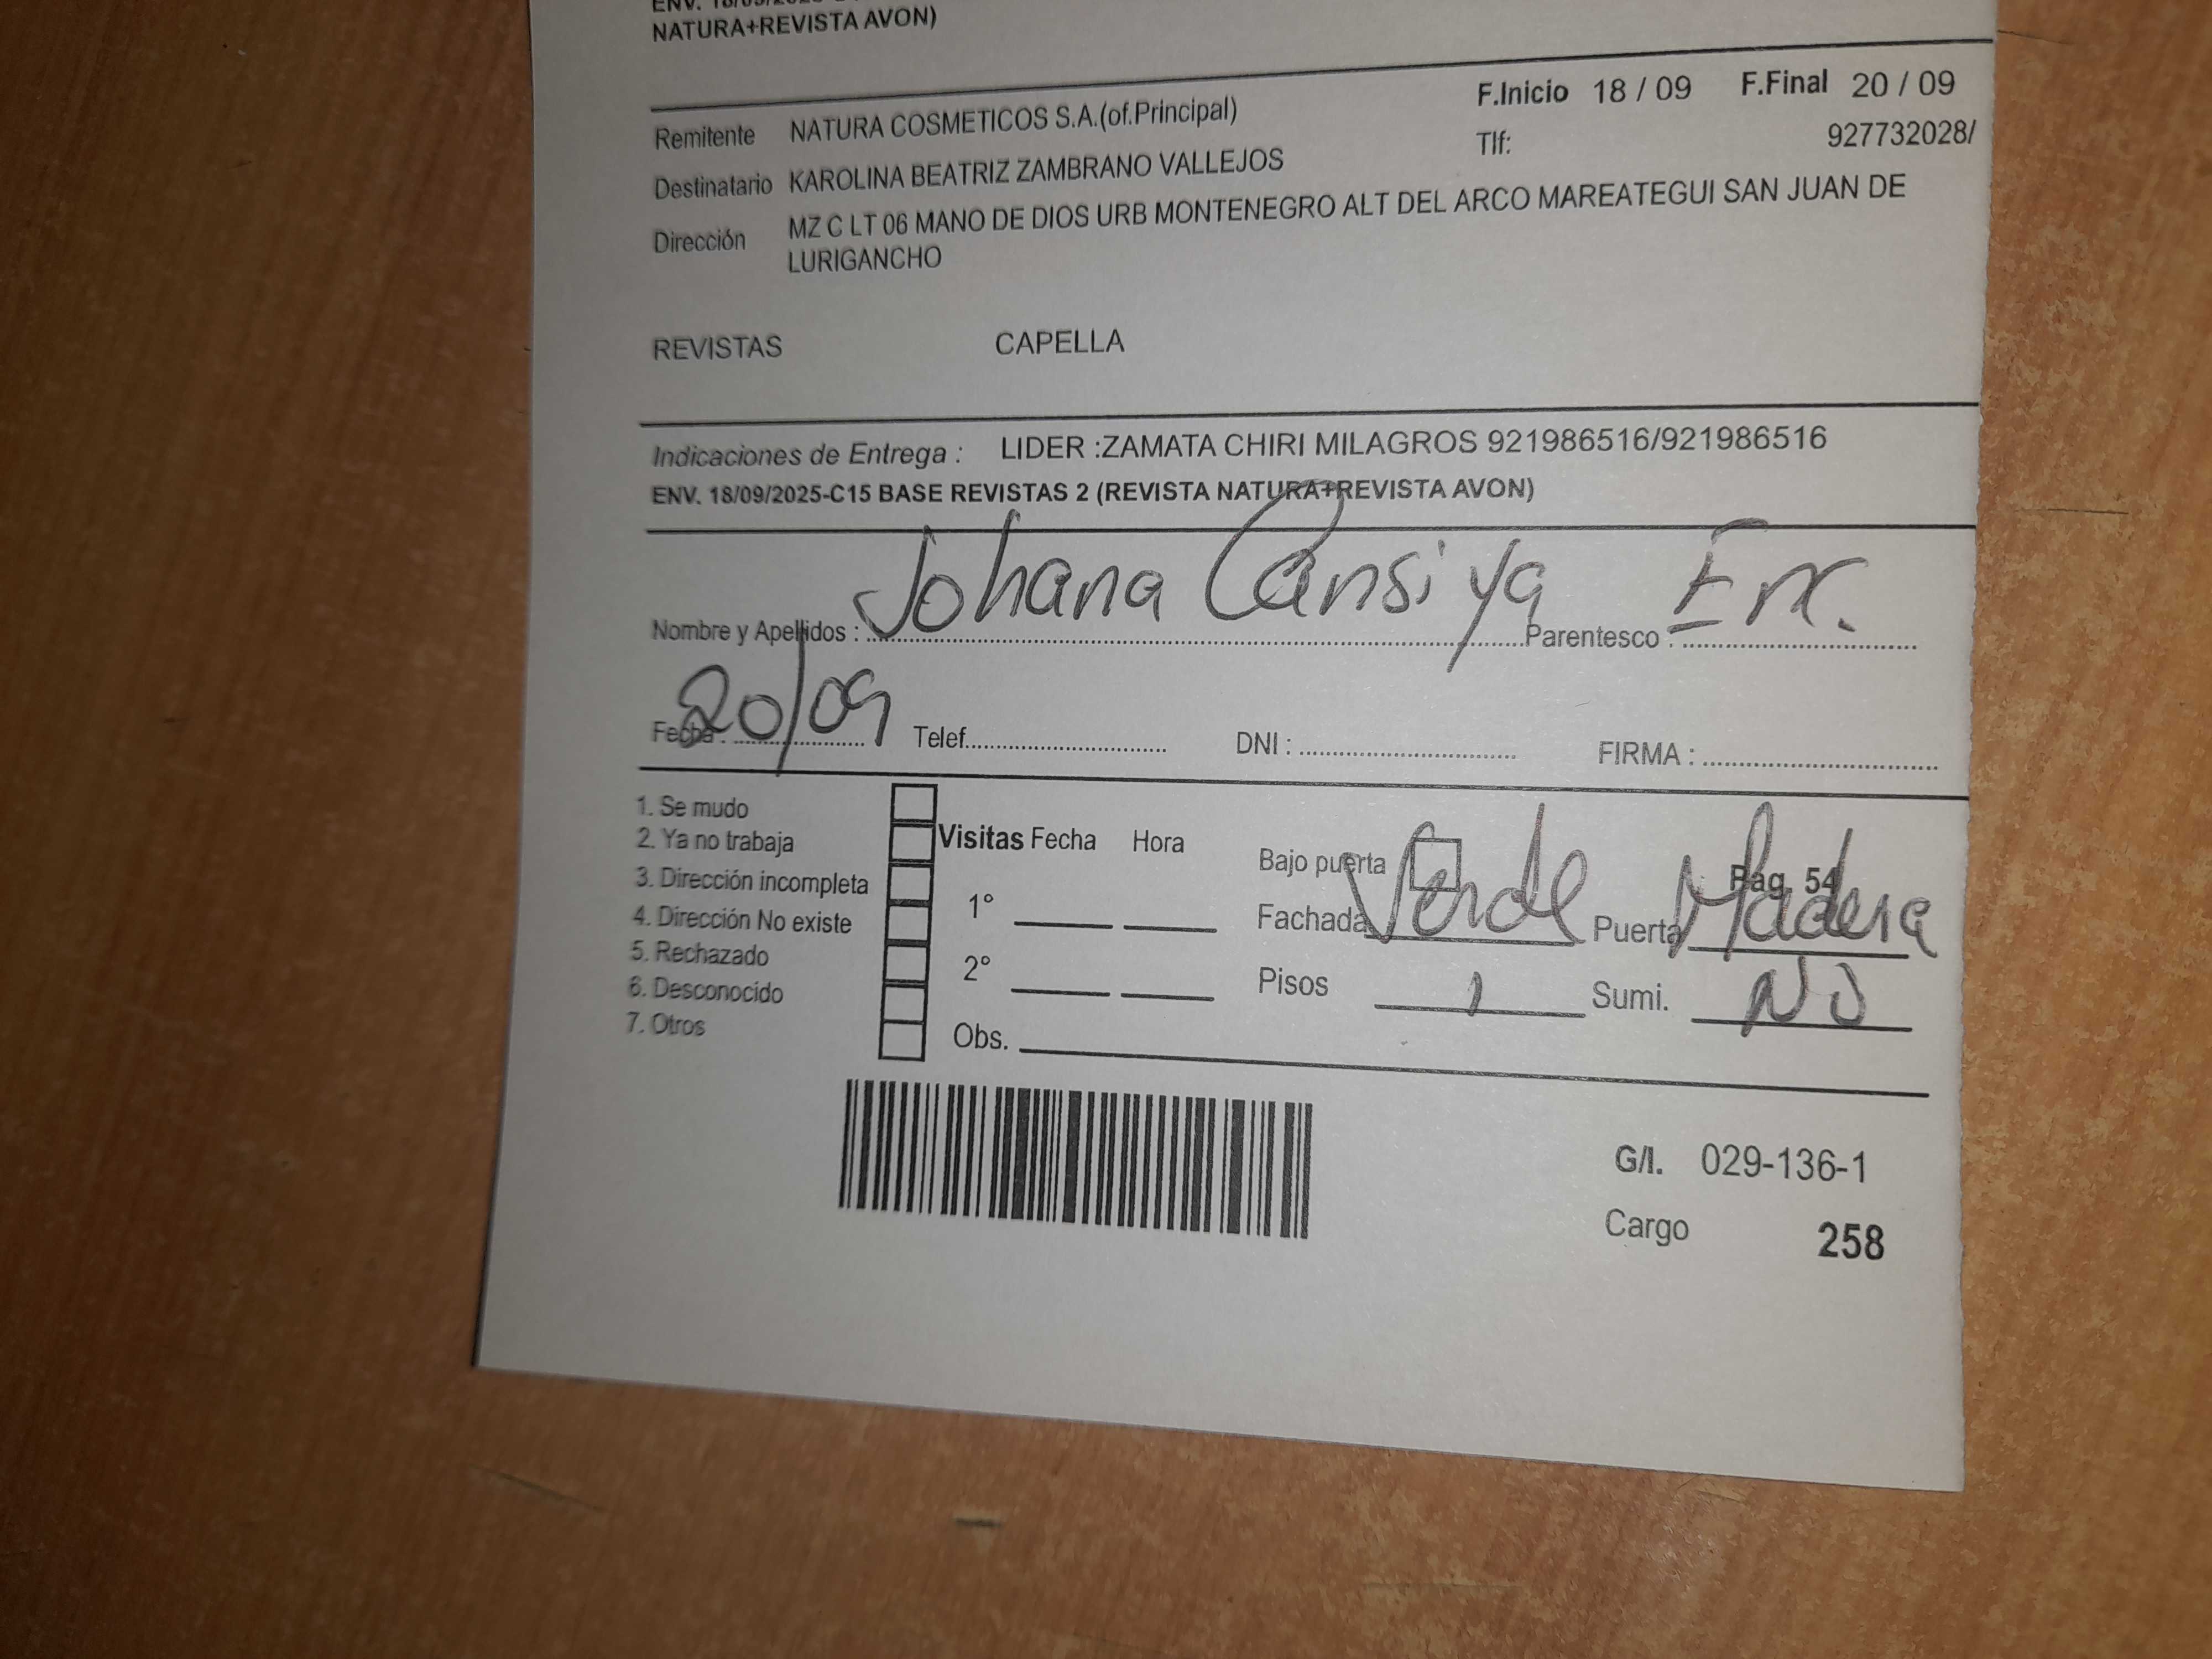 NATURA+REVISTA AVON)
F.Inicio 18 / 09 F.Final 20 / 09
Remitente NATURA COSMETICOS S.A.(of.Principal)
Tlf: 927732028/
Destinatario KAROLINA BEATRIZ ZAMBRANO VALLEJOS
Dirección MZ C LT 06 MANO DE DIOS URB MONTENEGRO ALT DEL ARCO MAREATEGUI SAN JUAN DE
LURIGANCHO
REVISTAS CAPELLA
Indicaciones de Entrega : LIDER :ZAMATA CHIRI MILAGROS 921986516/921986516
ENV. 18/09/2025-C15 BASE REVISTAS 2 (REVISTA NATURA+REVISTA AVON)
Nombre y Apellidos : Johana Cansiya Parentesco :
Fecha : 20/09 Telef. DNI : FIRMA :
1. Se mudo
2. Ya no trabaja
3. Dirección incompleta
4. Dirección No existe
5. Rechazado
6. Desconocido
7. Otros
Visitas Fecha Hora
1°
2°
Obs.
Bajo puerta
Pag. 54
Fachada Verde Puerta Madera
Pisos 1 Sumi. NO
G/I. 029-136-1
Cargo 258